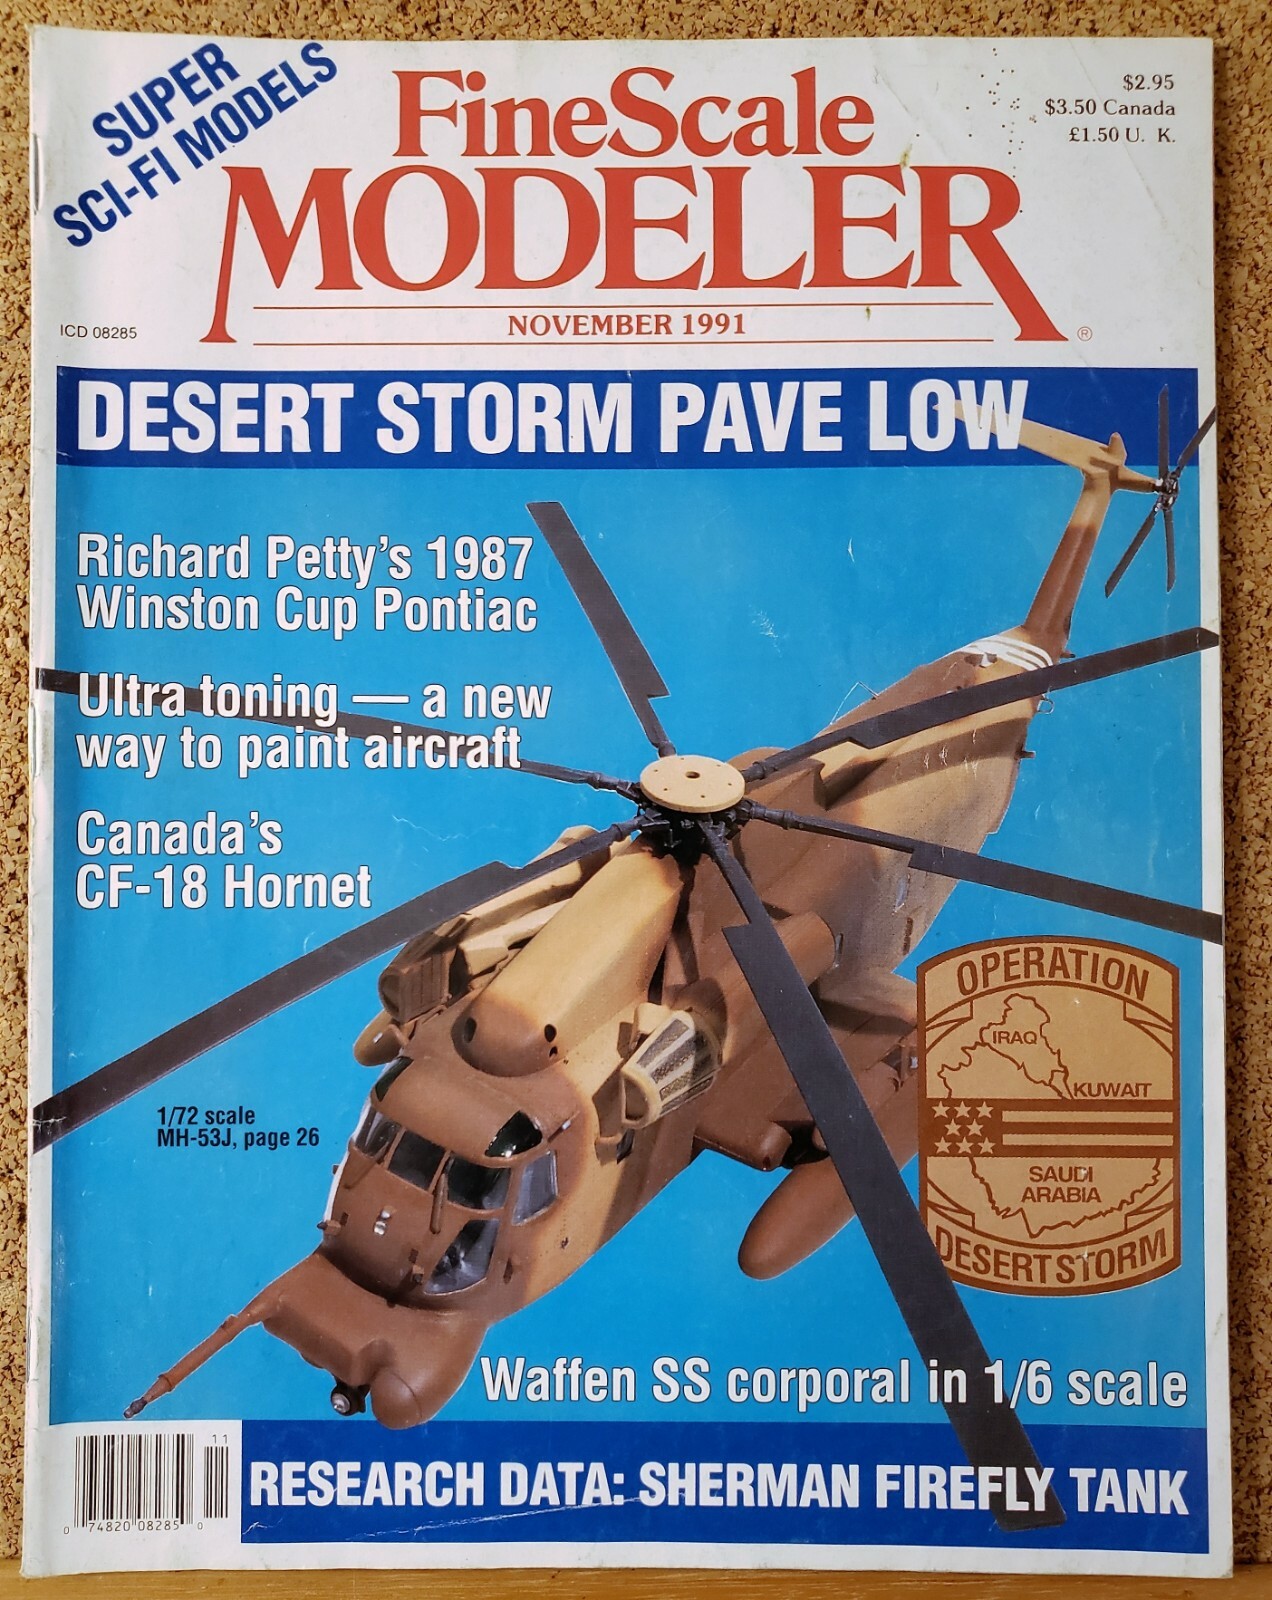 SUPER
SCI-FI MODELS
FineScale
MODELER
®
$2.95
$3.50 Canada
£1.50 U. K.
NOVEMBER 1991
ICD 08285
DESERT STORM PAVE LOW
Richard Petty's 1987
Winston Cup Pontiac
Ultra toning — a new
way to paint aircraft
Canada's
CF-18 Hornet
1/72 scale
MH-53J, page 26
OPERATION
IRAQ
KUWAIT
SAUDI
ARABIA
DESERT STORM
Waffen SS corporal in 1/6 scale
RESEARCH DATA: SHERMAN FIREFLY TANK
11
0 74820 08285 0